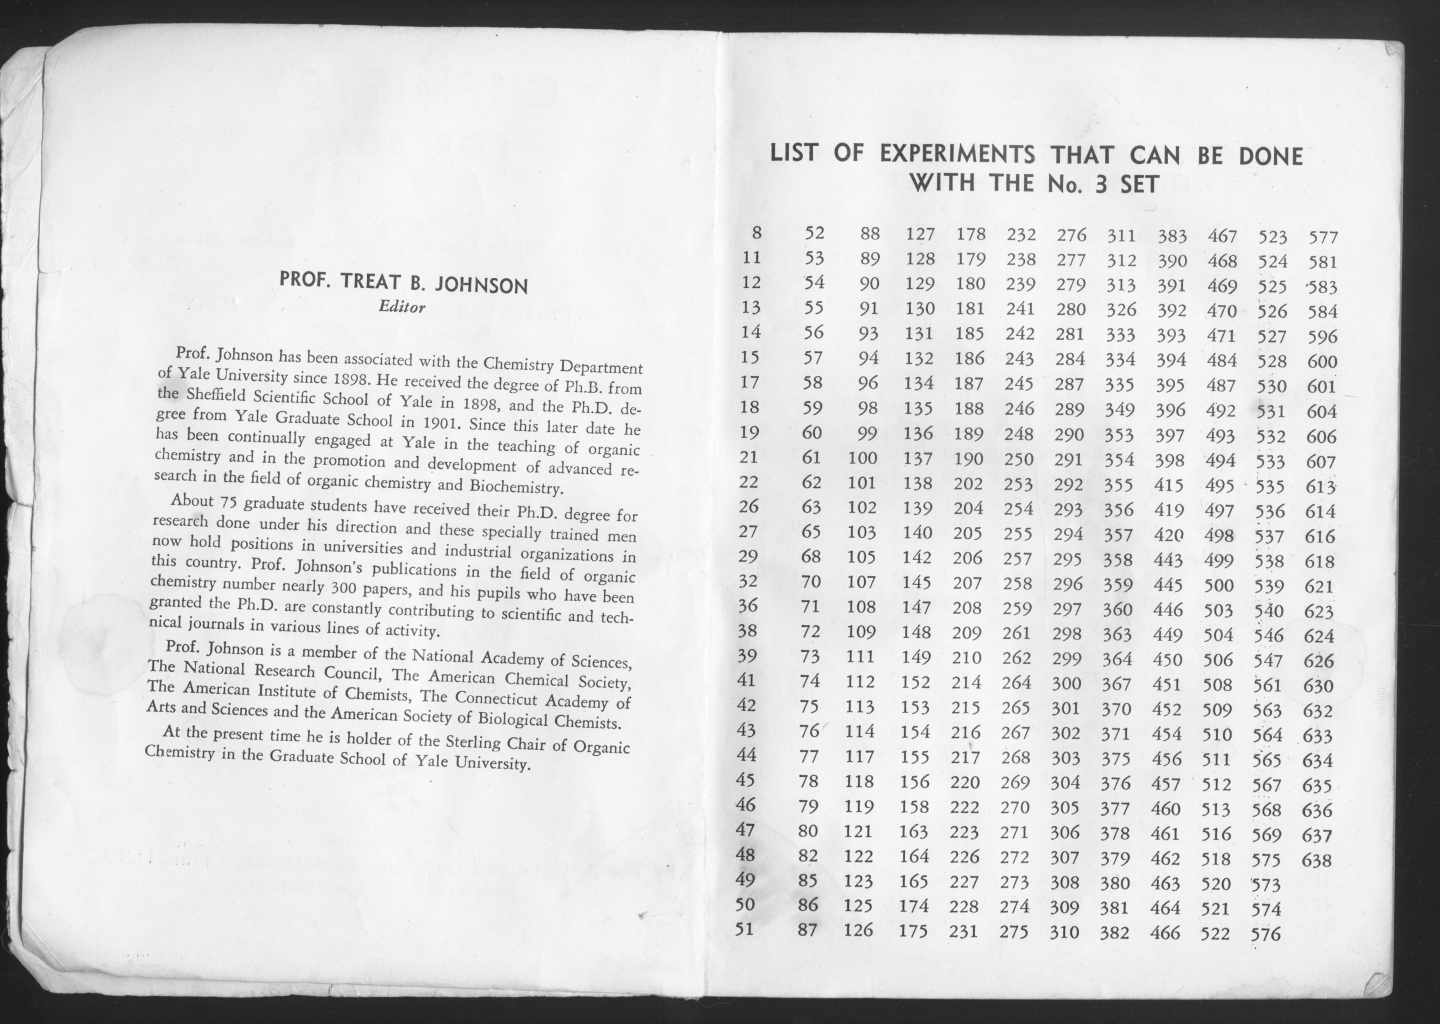 PROF. TREAT B. JOHNSON
Editor
Prof. Johnson has been associated with the Chemistry Department
of Yale University since 1898. He received the degree of Ph.B. from
the Sheffield Scientific School of Yale in 1898, and the Ph.D. de-
gree from Yale Graduate School in 1901. Since this later date he
has been continually engaged at Yale in the teaching of organic
chemistry and in the promotion and development of advanced re-
search in the field of organic chemistry and Biochemistry.
About 75 graduate students have received their Ph.D. degree for
research done under his direction and these specially trained men
now hold positions in universities and industrial organizations in
this country. Prof. Johnson's publications in the field of organic
chemistry number nearly 300 papers, and his pupils who have been
granted the Ph.D. are constantly contributing to scientific and tech-
nical journals in various lines of activity.
Prof. Johnson is a member of the National Academy of Sciences,
The National Research Council, The American Chemical Society,
The American Institute of Chemists, The Connecticut Academy of
Arts and Sciences and the American Society of Biological Chemists.
At the present time he is holder of the Sterling Chair of Organic
Chemistry in the Graduate School of Yale University.
LIST OF EXPERIMENTS THAT CAN BE DONE
WITH THE No. 3 SET
8 52 88 127 178 232 276 311 383 467 523 577
11 53 89 128 179 238 277 312 390 468 524 581
12 54 90 129 180 239 279 313 391 469 525 583
13 55 91 130 181 241 280 326 392 470 526 584
14 56 93 131 185 242 281 333 393 471 527 596
15 57 94 132 186 243 284 334 394 484 528 600
17 58 96 134 187 245 287 335 395 487 530 601
18 59 98 135 188 246 289 349 396 492 531 604
19 60 99 136 189 248 290 353 397 493 532 606
21 61 100 137 190 250 291 354 398 494 533 607
22 62 101 138 202 253 292 355 415 495 535 613
26 63 102 139 204 254 293 356 419 497 536 614
27 65 103 140 205 255 294 357 420 498 537 616
29 68 105 142 206 257 295 358 443 499 538 618
32 70 107 145 207 258 296 359 445 500 539 621
36 71 108 147 208 259 297 360 446 503 540 623
38 72 109 148 209 261 298 363 449 504 546 624
39 73 111 149 210 262 299 364 450 506 547 626
41 74 112 152 214 264 300 367 451 508 561 630
42 75 113 153 215 265 301 370 452 509 563 632
43 76 114 154 216 267 302 371 454 510 564 633
44 77 117 155 217 268 303 375 456 511 565 634
45 78 118 156 220 269 304 376 457 512 567 635
46 79 119 158 222 270 305 377 460 513 568 636
47 80 121 163 223 271 306 378 461 516 569 637
48 82 122 164 226 272 307 379 462 518 575 638
49 85 123 165 227 273 308 380 463 520 573
50 86 125 174 228 274 309 381 464 521 574
51 87 126 175 231 275 310 382 466 522 576